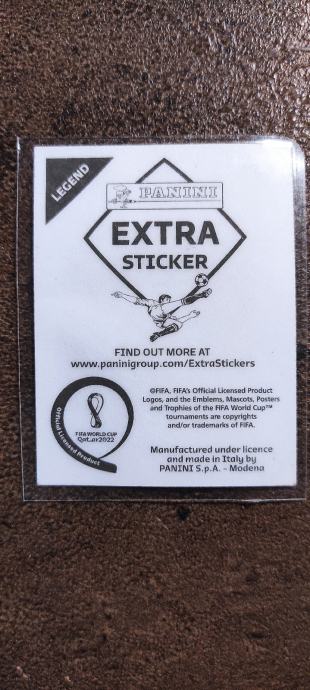 LEGEND
PANINI
EXTRA
STICKER
FIND OUT MORE AT
www.paninigroup.com/ExtraStickers
©FIFA, FIFA's Official Licensed Product
Logos, and the Emblems, Mascots, Posters
and Trophies of the FIFA World Cup™
tournaments are copyrights
and/or trademarks of FIFA.
Official Licensed Product
FIFA WORLD CUP
Qatar2022
Manufactured under licence
and made in Italy by
PANINI S.p.A. - Modena